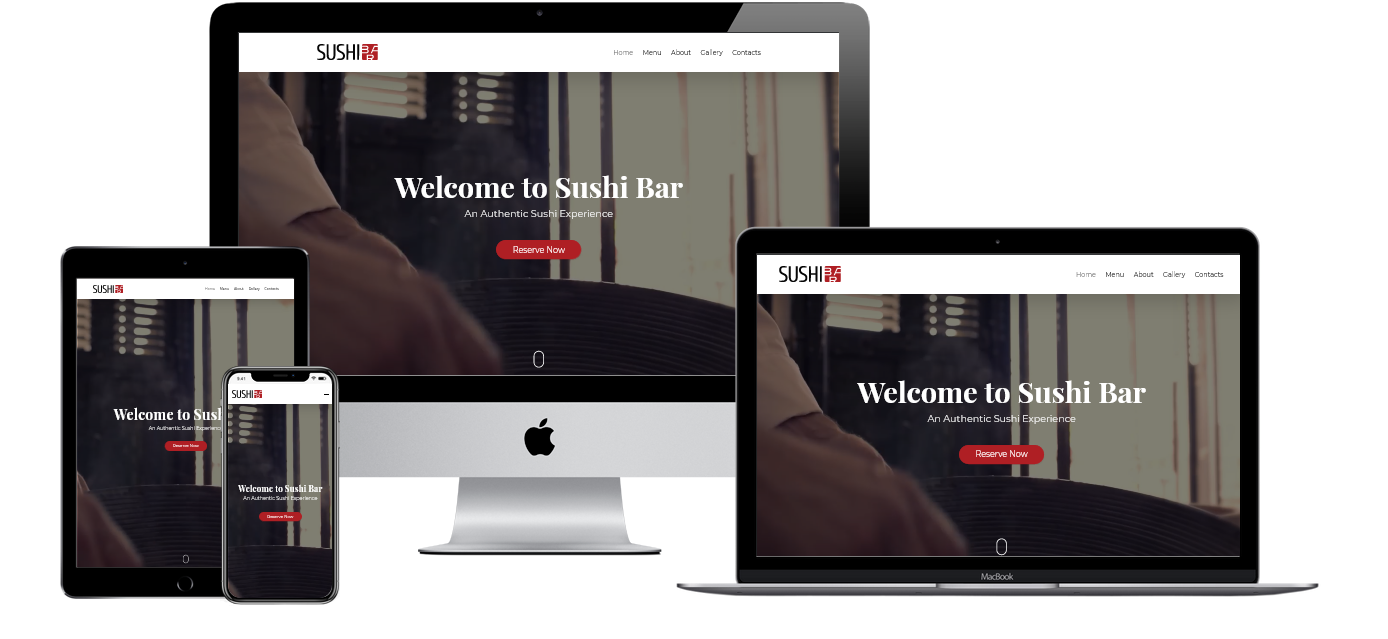 SUSHI BAR
Home Menu About Gallery Contacts
Welcome to Sushi Bar
An Authentic Sushi Experience
Reserve Now
SUSHI BAR
Home Menu About Gallery Contacts
Welcome to Sush
An Authentic Sushi Experienc
Reserve Now
9:41
SUSHI BAR
Welcome to Sushi Bar
An Authentic Sushi Experience
Reserve Now
SUSHI BAR
Home Menu About Gallery Contacts
Welcome to Sushi Bar
An Authentic Sushi Experience
Reserve Now
MacBook